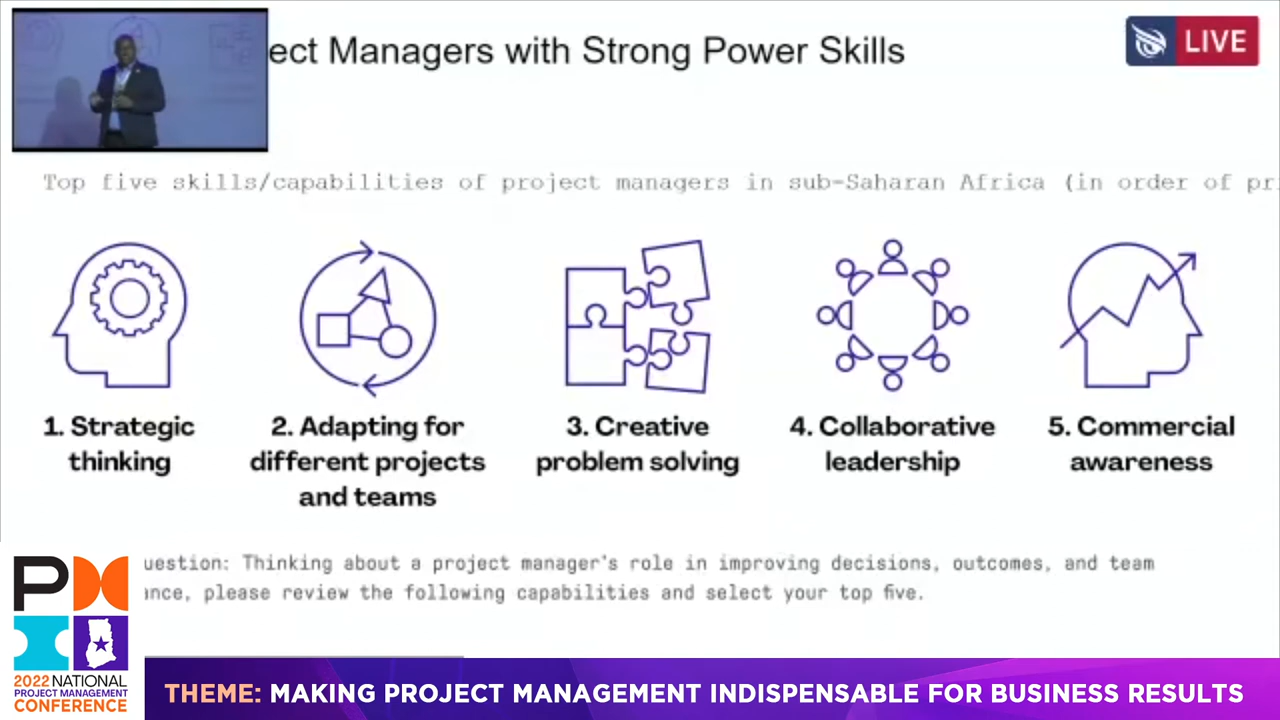 ect Managers with Strong Power Skills
LIVE
Top five skills/capabilities of project managers in sub-Saharan Africa (in order of pr
1. Strategic
thinking
2. Adapting for
different projects
and teams
3. Creative
problem solving
4. Collaborative
leadership
5. Commercial
awareness
uestion: Thinking about a project manager's role in improving decisions, outcomes, and team
nce, please review the following capabilities and select your top five.
P
2022 NATIONAL
PROJECT MANAGEMENT
CONFERENCE
THEME: MAKING PROJECT MANAGEMENT INDISPENSABLE FOR BUSINESS RESULTS